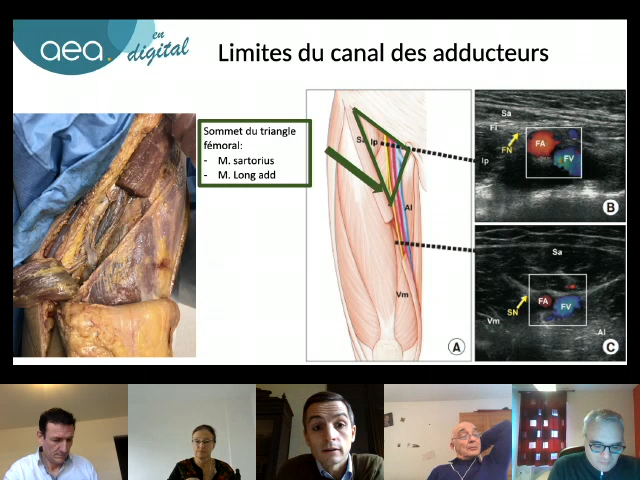 aea.
en
digital
Limites du canal des adducteurs
Sommet du triangle
fémoral:
- M. sartorius
- M. Long add
Sa
Ip
Al
Vm
A
Sa
FI
FN
Ip
FA
FV
B
Sa
SN
FA
FV
Vm
Al
C